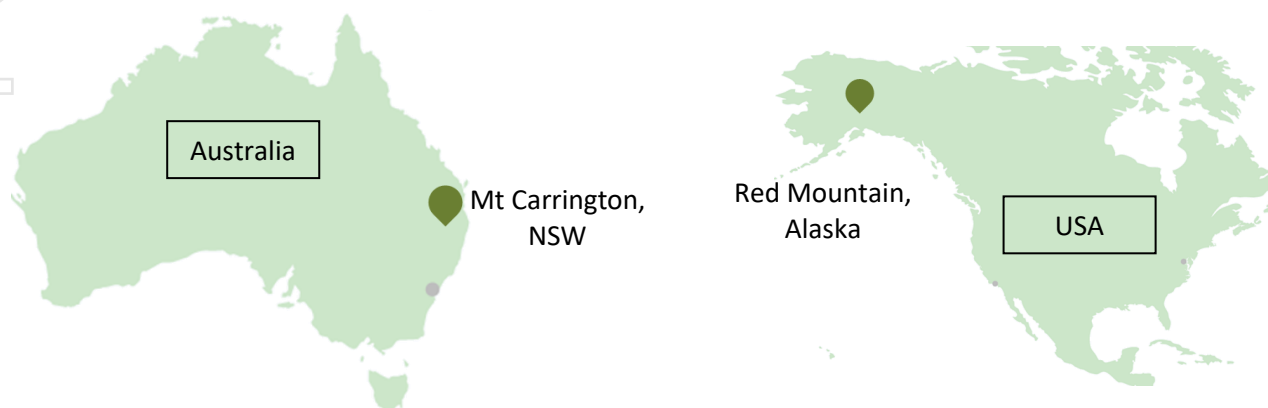 Australia
Mt Carrington,
NSW
Red Mountain,
Alaska
USA